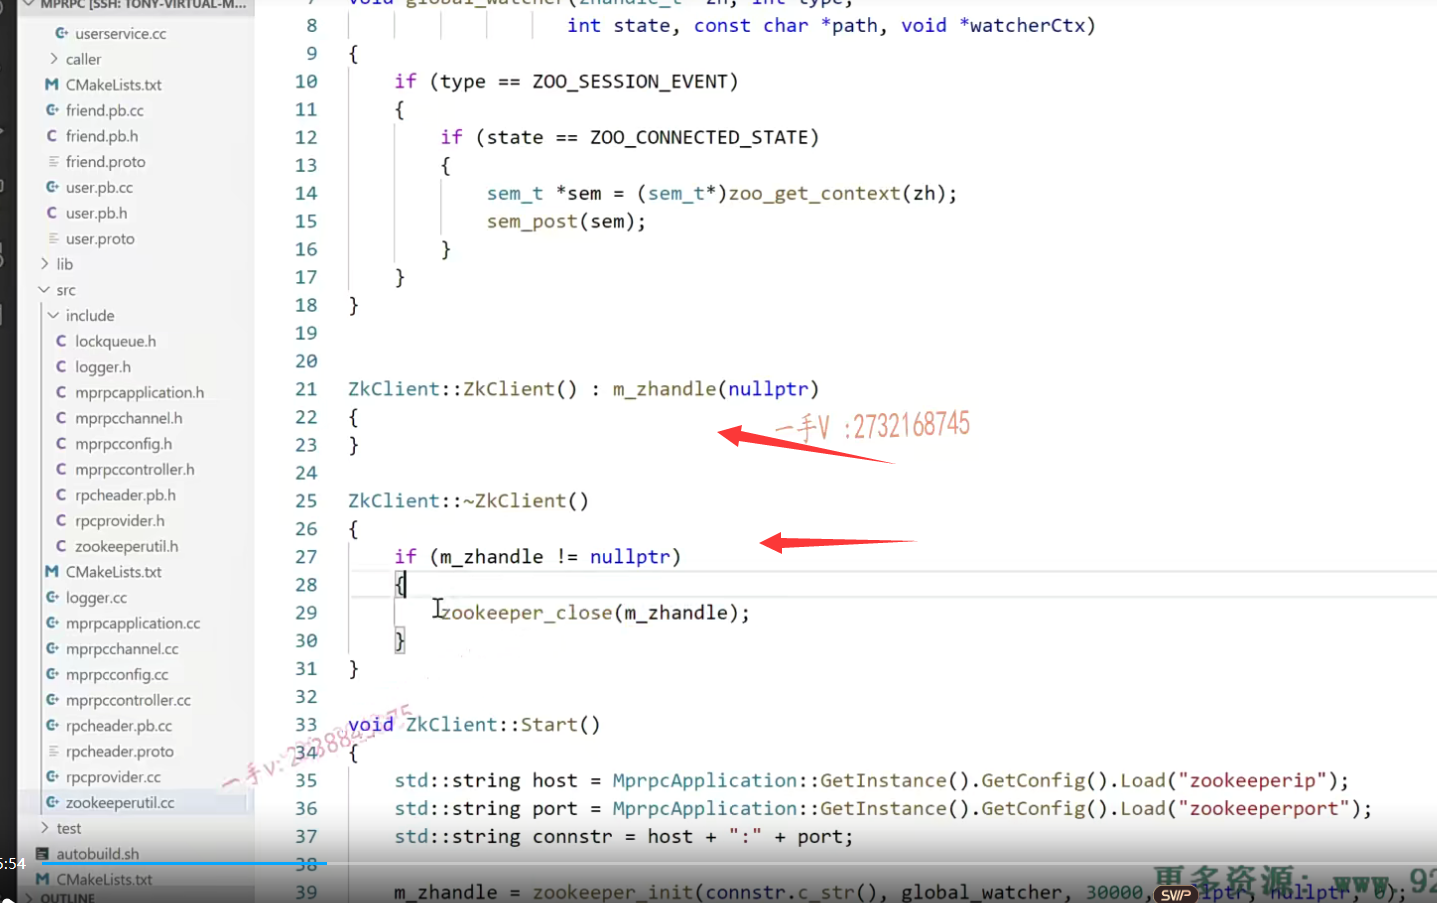 MPRPC [SSH: TONY-VIRTUAL-M...
userservice.cc
caller
CMakeLists.txt
friend.pb.cc
friend.pb.h
friend.proto
user.pb.cc
user.pb.h
user.proto
lib
src
include
lockqueue.h
logger.h
mprpcapplication.h
mprpcchannel.h
mprpcconfig.h
mprpccontroller.h
rpcheader.pb.h
rpcprovider.h
zookeeperutil.h
CMakeLists.txt
logger.cc
mprpcapplication.cc
mprpcchannel.cc
mprpcconfig.cc
mprpccontroller.cc
rpcheader.pb.cc
rpcheader.proto
rpcprovider.cc
zookeeperutil.cc
test
autobuild.sh
CMakeLists.txt
OUTLINE
5:54
7 void global_watcher(zhandle_t *zh, int type,
8 int state, const char *path, void *watcherCtx)
9 {
10 if (type == ZOO_SESSION_EVENT)
11 {
12 if (state == ZOO_CONNECTED_STATE)
13 {
14 sem_t *sem = (sem_t*)zoo_get_context(zh);
15 sem_post(sem);
16 }
17 }
18 }
19
20
21 ZkClient::ZkClient() : m_zhandle(nullptr)
22 {
23 }
24
25 ZkClient::~ZkClient()
26 {
27 if (m_zhandle != nullptr)
28 {
29 zookeeper_close(m_zhandle);
30 }
31 }
32
33 void ZkClient::Start()
34 {
35 std::string host = MprpcApplication::GetInstance().GetConfig().Load("zookeeperip");
36 std::string port = MprpcApplication::GetInstance().GetConfig().Load("zookeeperport");
37 std::string connstr = host + ":" + port;
38
39 m_zhandle = zookeeper_init(connstr.c_str(), global_watcher, 30000, nullptr, nullptr, 0);
一手V :2732168745
一手V:
更多资源: www.92
SVIP